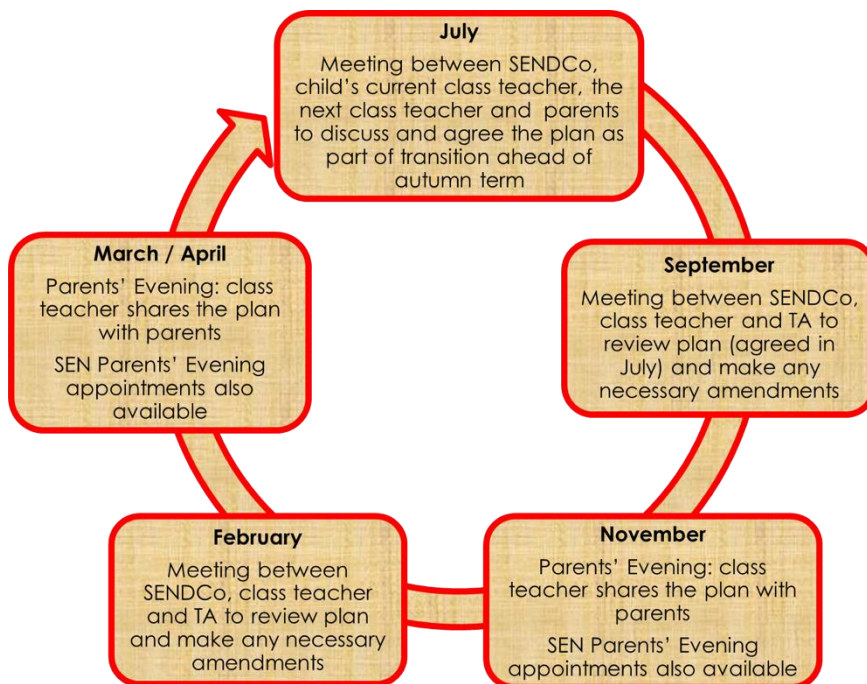 July
Meeting between SENDCo,
child's current class teacher, the
next class teacher and parents
to discuss and agree the plan as
part of transition ahead of
autumn term
September
Meeting between SENDCo,
class teacher and TA to
review plan (agreed in
July) and make any
necessary amendments
November
Parents' Evening: class
teacher shares the plan with
parents
SEN Parents' Evening
appointments also available
February
Meeting between
SENDCo, class teacher
and TA to review plan
and make any necessary
amendments
March / April
Parents' Evening: class
teacher shares the plan
with parents
SEN Parents' Evening
appointments also
available